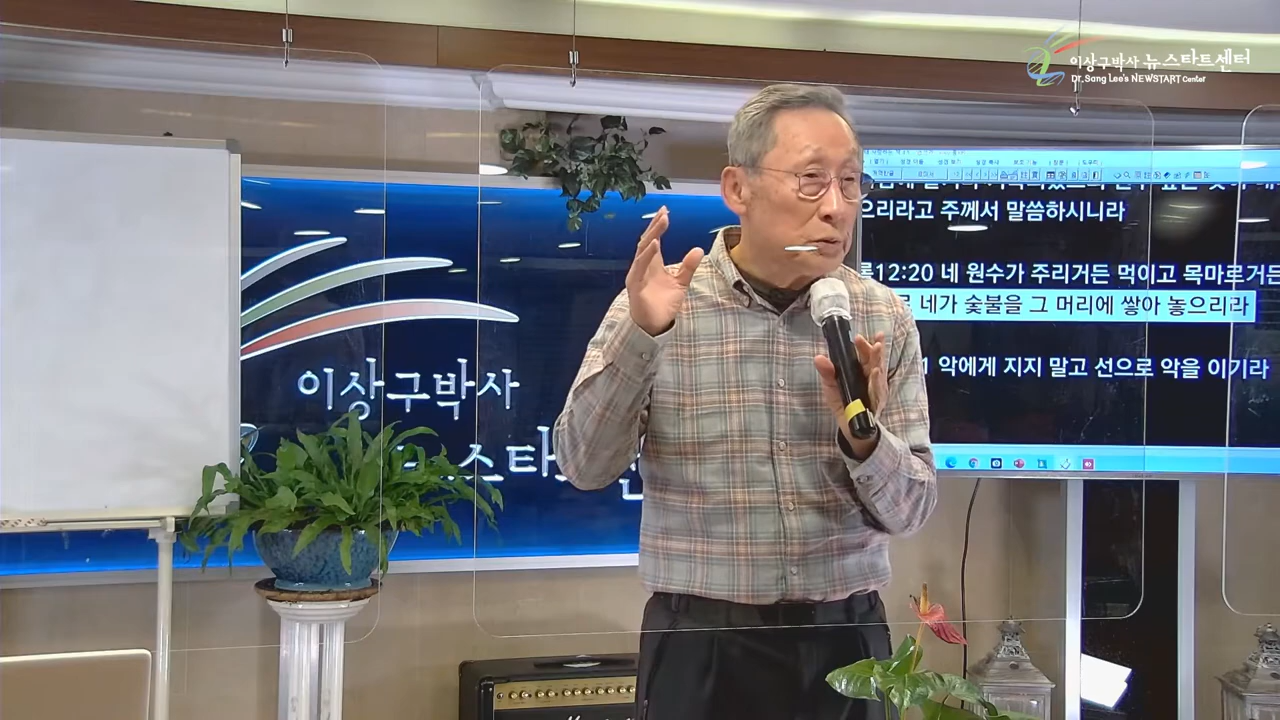 이상구박사 뉴스타트센터
Dr. Sang Lee's NEWSTART Center
으리라고 주께서 말씀하시니라
12:20 네 원수가 주리거든 먹이고 목마르거든
네가 숯불을 그 머리에 쌓아 놓으리라
1 악에게 지지 말고 선으로 악을 이기라
이상구박사
스타